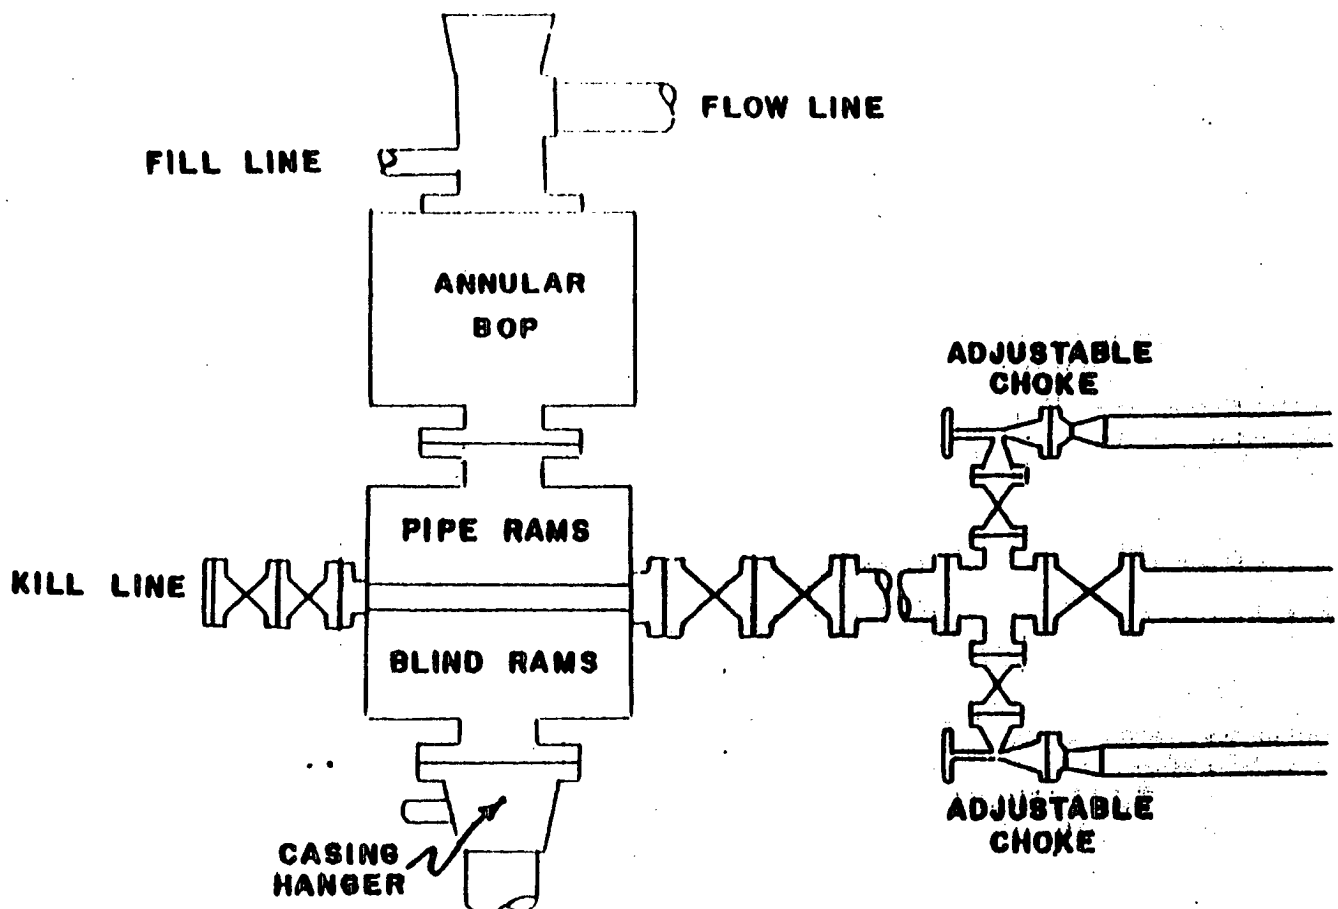 FLOW LINE
FILL LINE
ANNULAR
BOP
ADJUSTABLE
CHOKE
PIPE RAMS
KILL LINE
BLIND RAMS
ADJUSTABLE
CHOKE
CASING
HANGER